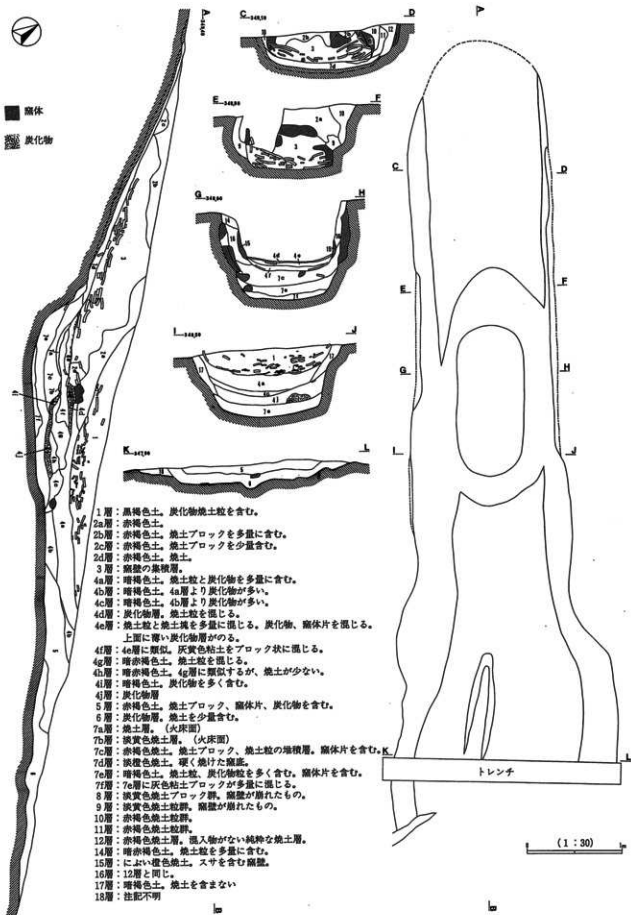 A
348,60
窯体
炭化物
C 348,50 D
E 348,50 F
G 348,50 H
I 348,50 J
K 347,90 L
1層：黒褐色土。炭化物焼土粒を含む。
2a層：赤褐色土。
2b層：赤褐色土。焼土ブロックを多量に含む。
2c層：赤褐色土。焼土ブロックを少量含む。
2d層：赤褐色土。焼土。
3層：窯壁の集積層。
4a層：暗褐色土。焼土粒と炭化物を多量に含む。
4b層：暗褐色土。4a層より炭化物が多い。
4c層：暗褐色土。4b層より炭化物が多い。
4d層：炭化物層。焼土粒を混じる。
4e層：焼土粒と焼土塊を多量に混じる。炭化物、窯体片を混じる。
上面に薄い炭化物層がのる。
4f層：4e層に類似。灰黄色粘土をブロック状に混じる。
4g層：暗赤褐色土。焼土粒を混じる。
4h層：暗赤褐色土。4g層に類似するが、焼土が少ない。
4i層：暗褐色土。炭化物を多く含む。
4j層：炭化物層
5層：赤褐色土。焼土ブロック、窯体片、炭化物を含む。
6層：炭化物層。焼土を少量含む。
7a層：焼土層。（火床面）
7b層：淡黄色焼土層。（火床面）
7c層：赤褐色焼土。焼土ブロック、焼土粒の堆積層。窯体片を含む。
7d層：淡橙色焼土。硬く焼けた窯底。
7e層：暗褐色土。焼土粒、炭化物粒を多く含む。窯体片を含む。
7f層：7e層に灰色粘土ブロックが多量に混じる。
8層：淡黄色焼土ブロック群。窯壁が崩れたもの。
9層：淡黄色焼土粒群。窯壁が崩れたもの。
10層：赤褐色焼土粒群。
11層：赤褐色焼土粒群。
12層：赤褐色焼土層。混入物がない純粋な焼土層。
14層：暗赤褐色土。焼土粒を多量に含む。
15層：にぶい橙色焼土。スサを含む窯壁。
16層：12層と同じ。
17層：暗褐色土。焼土を含まない
18層：注記不明
B
A
C D
E F
G H
I J
K L
トレンチ
(1：30)
B